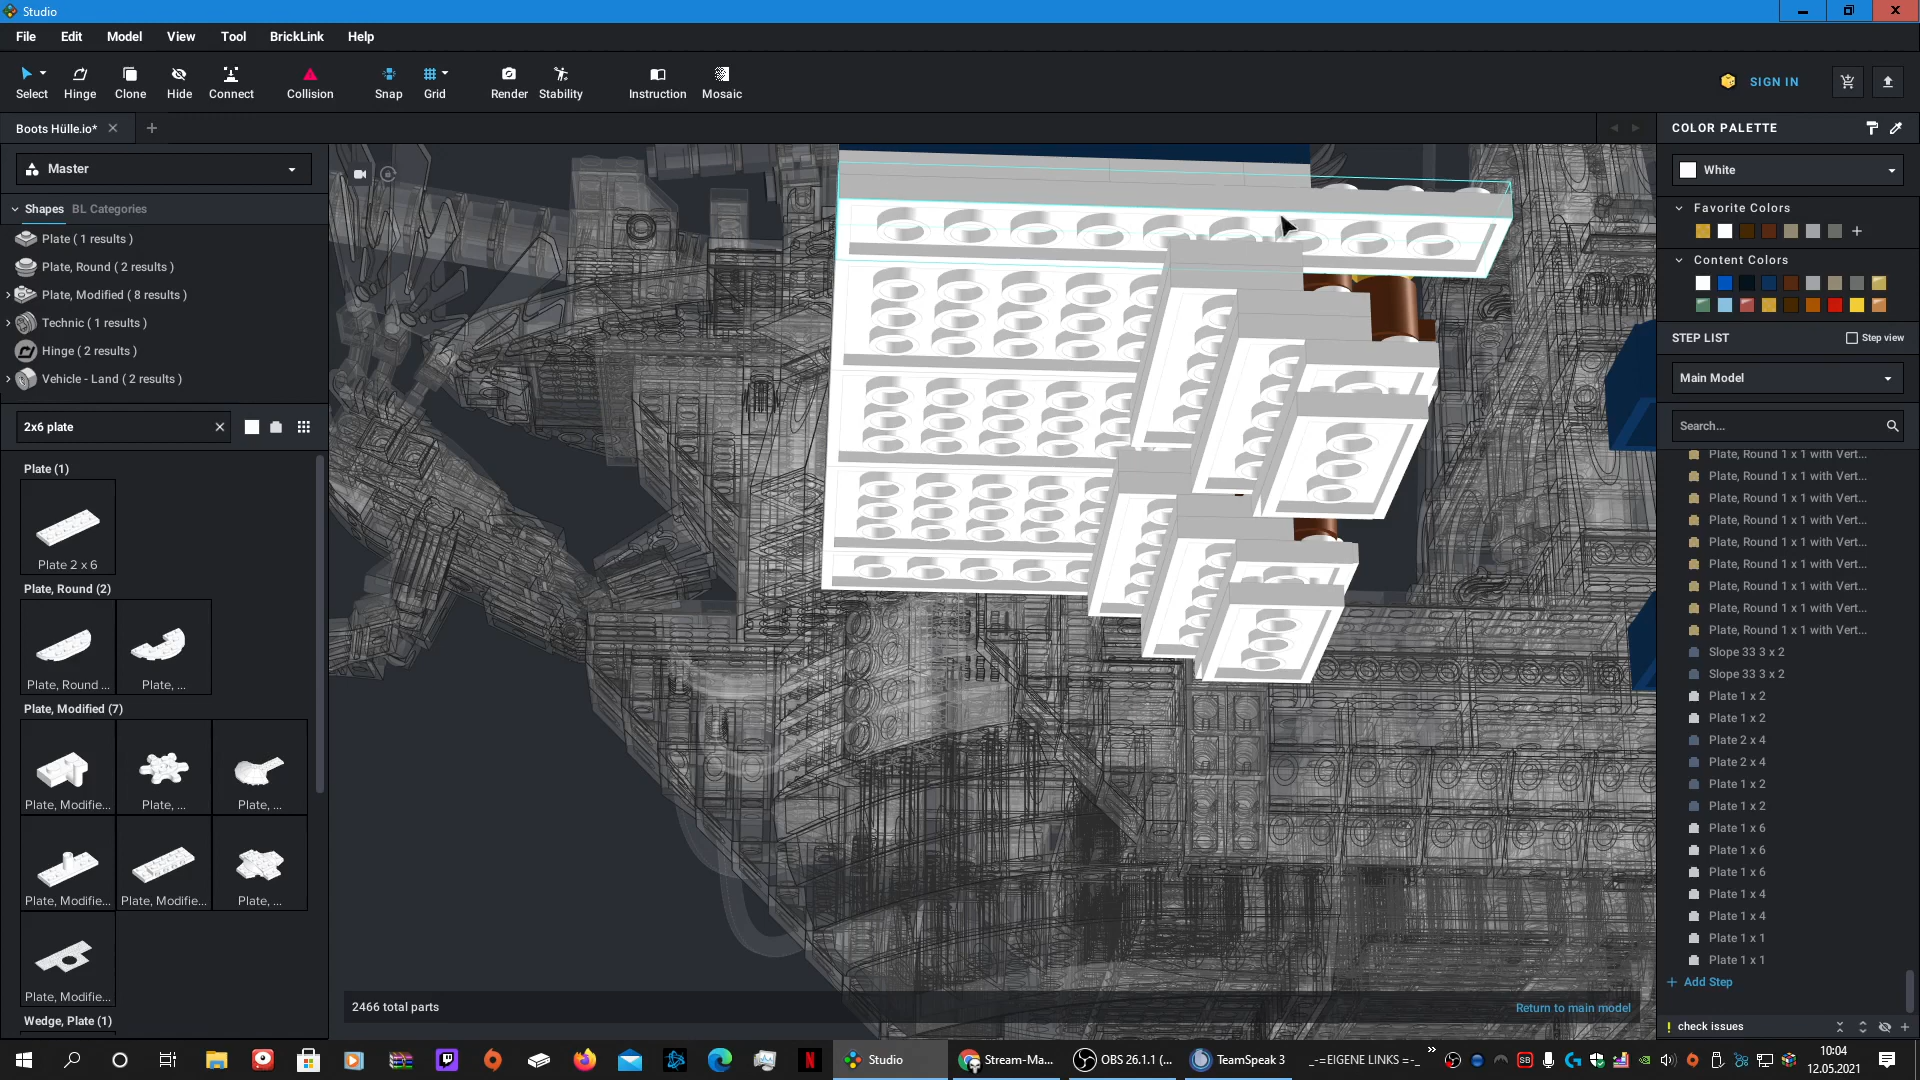 Studio
File Edit Model View Tool BrickLink Help
Select Hinge Clone Hide Connect Collision Snap Grid Render Stability Instruction Mosaic SIGN IN
Boots Hülle.io*
COLOR PALETTE
Master
White
Shapes BL Categories
Favorite Colors
Plate ( 1 results )
Plate, Round ( 2 results )
Content Colors
Plate, Modified ( 8 results )
Technic ( 1 results )
STEP LIST Step view
Hinge ( 2 results )
Vehicle - Land ( 2 results )
Main Model
2x6 plate
Search...
Plate (1)
Plate 2 x 6
Plate, Round (2)
Plate, Round ...
Plate, ...
Plate, Modified (7)
Plate, Modifie...
Plate, ...
Plate, ...
Plate, Modifie...
Plate, Modifie...
Plate, ...
Plate, Modifie...
Wedge, Plate (1)
Plate, Round 1 x 1 with Vert...
Plate, Round 1 x 1 with Vert...
Plate, Round 1 x 1 with Vert...
Plate, Round 1 x 1 with Vert...
Plate, Round 1 x 1 with Vert...
Plate, Round 1 x 1 with Vert...
Plate, Round 1 x 1 with Vert...
Plate, Round 1 x 1 with Vert...
Plate, Round 1 x 1 with Vert...
Slope 33 3 x 2
Slope 33 3 x 2
Plate 1 x 2
Plate 1 x 2
Plate 2 x 4
Plate 2 x 4
Plate 1 x 2
Plate 1 x 2
Plate 1 x 6
Plate 1 x 6
Plate 1 x 6
Plate 1 x 4
Plate 1 x 4
Plate 1 x 1
Plate 1 x 1
+ Add Step
2466 total parts
Return to main model
! check issues
Studio
Stream-Ma...
OBS 26.1.1 (...
TeamSpeak 3
_-=EIGENE LINKS =-_
10:04
12.05.2021